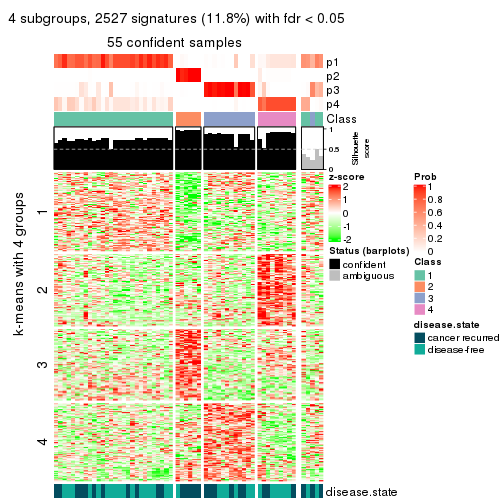 4 subgroups, 2527 signatures (11.8%) with fdr < 0.05
55 confident samples
p1
p2
p3
p4
Class
1
0.5
0
Silhouette
score
k-means with 4 groups
1
2
3
4
disease.state
z-score
2
1
0
-1
-2
Status (barplots)
confident
ambiguous
Prob
1
0.8
0.6
0.4
0.2
0
Class
1
2
3
4
disease.state
cancer recurred
disease-free